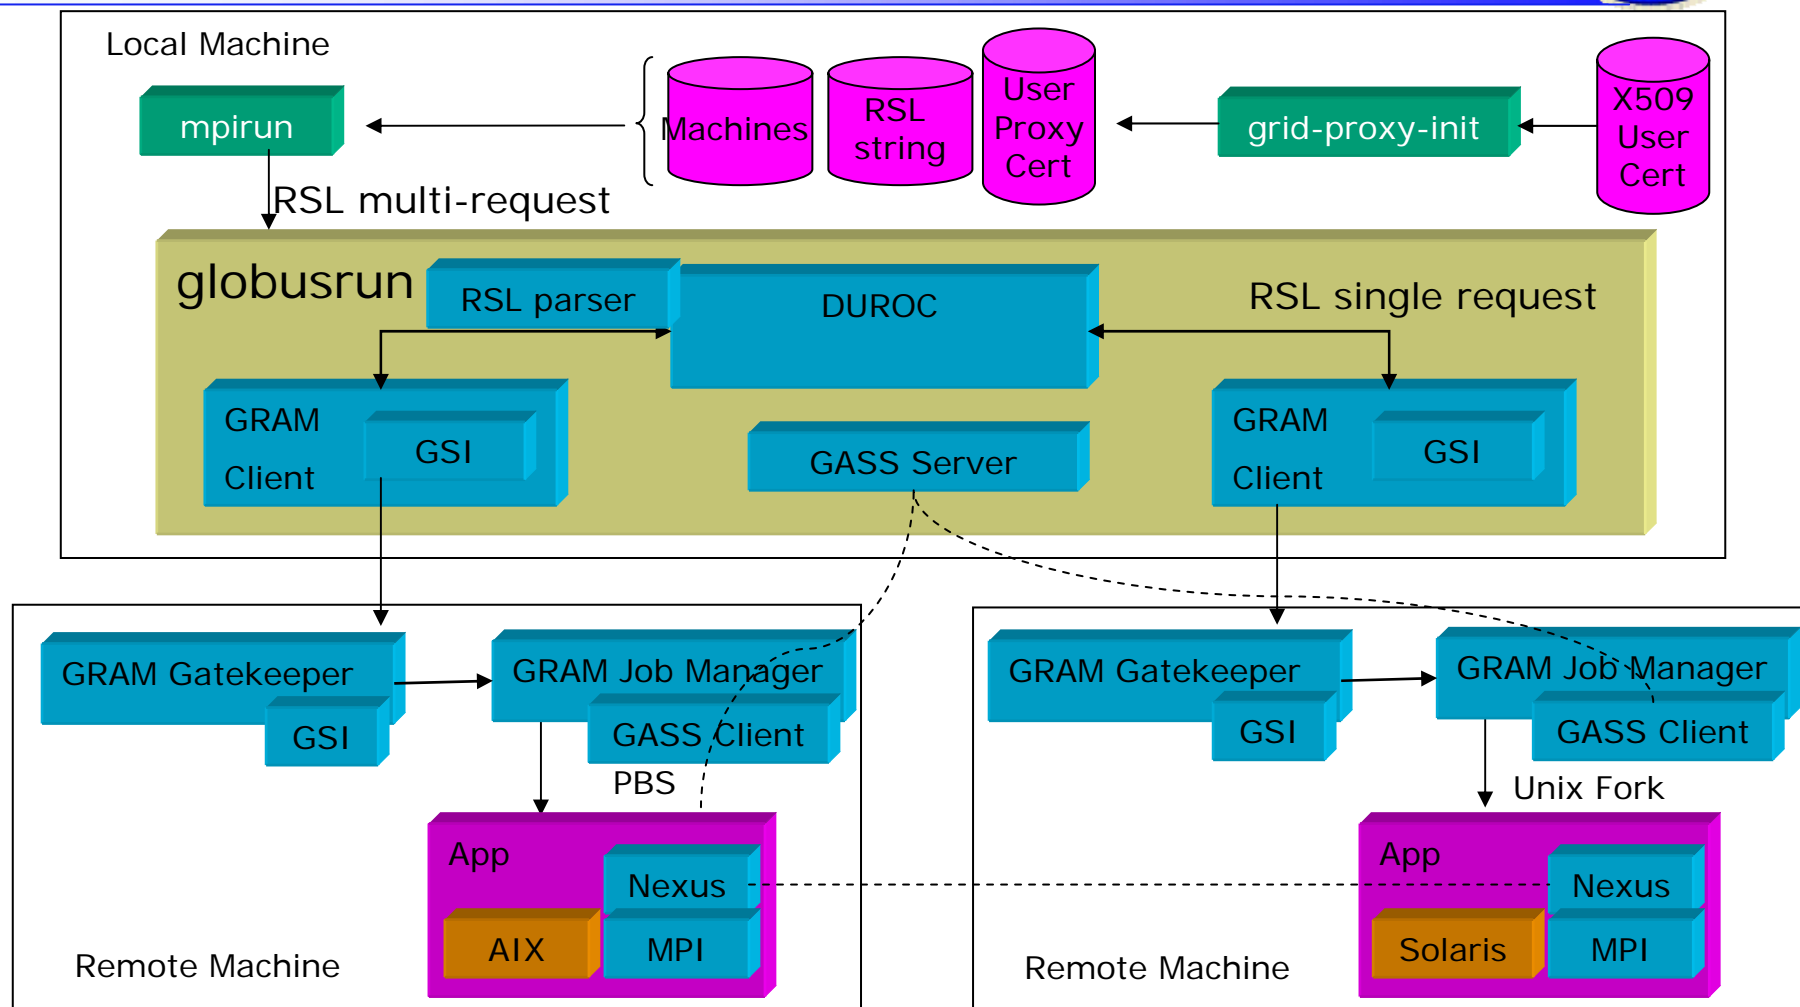 Local Machine
mpirun
Machines
RSL
string
User
Proxy
Cert
grid-proxy-init
X509
User
Cert
RSL multi-request
globusrun
RSL parser
DUROC
RSL single request
GRAM
Client
GSI
GASS Server
GRAM
Client
GSI
GRAM Gatekeeper
GSI
GRAM Job Manager
GASS Client
PBS
App
Nexus
AIX
MPI
Remote Machine
GRAM Gatekeeper
GSI
GRAM Job Manager
GASS Client
Unix Fork
App
Nexus
Solaris
MPI
Remote Machine